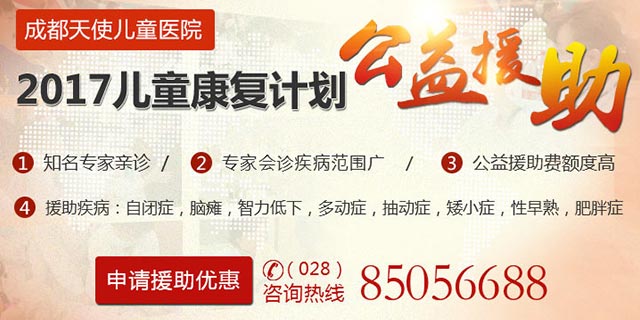 成都天使儿童医院
2017儿童康复计划 公益援助
1 知名专家亲诊 / 2 专家会诊疾病范围广 / 3 公益援助费额度高
4 援助疾病：自闭症，脑瘫，智力低下，多动症，抽动症，矮小症，性早熟，肥胖症
申请援助优惠 （028） 咨询热线 85056688